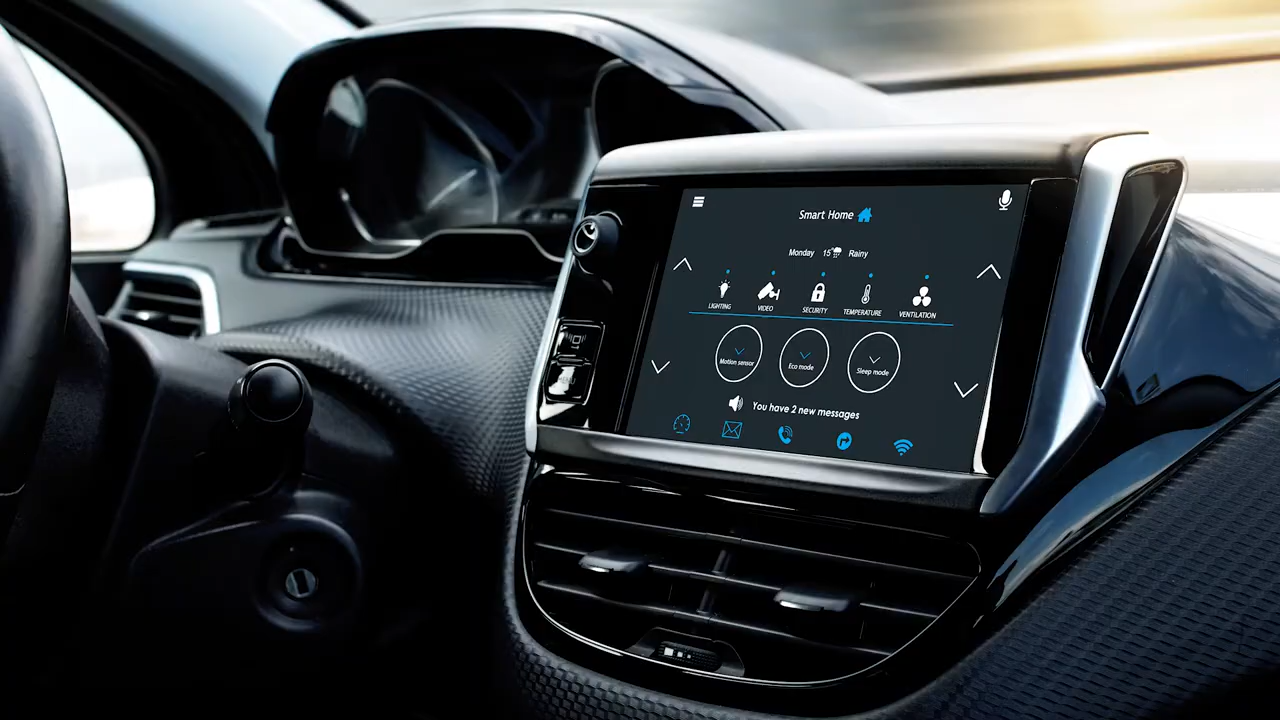 Smart Home
Monday 15 Rainy
LIGHTING VIDEO SECURITY TEMPERATURE VENTILATION
Motion sensor Eco mode Sleep mode
You have 2 new messages